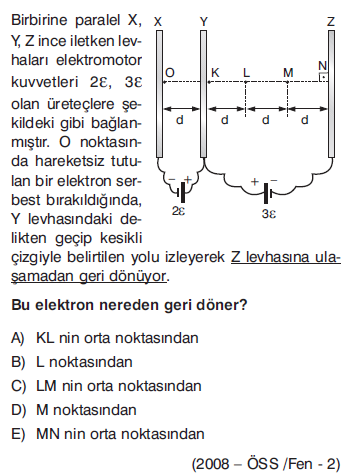 Birbirine paralel X,
Y, Z ince iletken lev-
haları elektromotor
kuvvetleri 2ε, 3ε
olan üreteçlere şe-
kildeki gibi bağlan-
mıştır. O noktasın-
da hareketsiz tutu-
lan bir elektron ser-
best bırakıldığında,
Y levhasındaki de-
likten geçip kesikli
çizgiyle belirtilen yolu izleyerek Z levhasına ula-
şamadan geri dönüyor.
X Y Z
O K L M N
d d d d
- + + -
2ε 3ε
Bu elektron nereden geri döner?
A) KL nin orta noktasından
B) L noktasından
C) LM nin orta noktasından
D) M noktasından
E) MN nin orta noktasından
(2008 – ÖSS /Fen - 2)